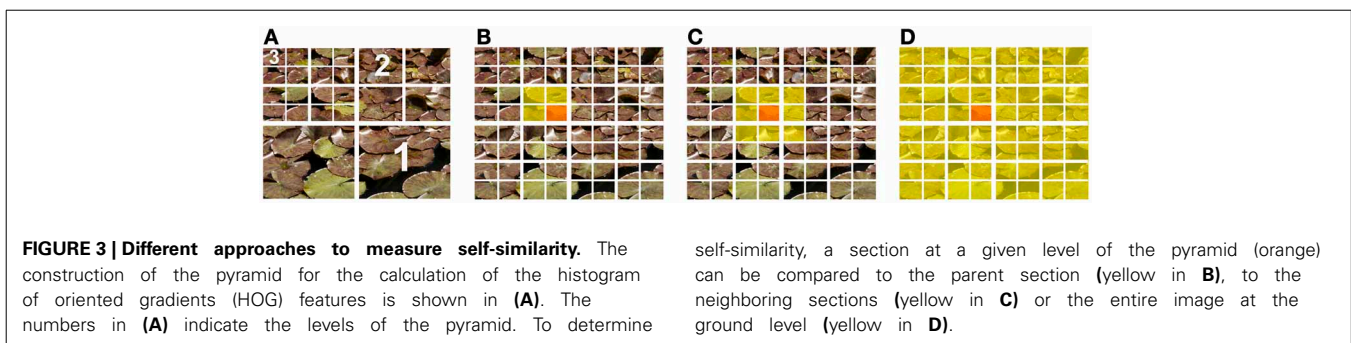 A
B
C
D
3
2
1
FIGURE 3 | Different approaches to measure self-similarity. The
construction of the pyramid for the calculation of the histogram
of oriented gradients (HOG) features is shown in (A). The
numbers in (A) indicate the levels of the pyramid. To determine
self-similarity, a section at a given level of the pyramid (orange)
can be compared to the parent section (yellow in B), to the
neighboring sections (yellow in C) or the entire image at the
ground level (yellow in D).